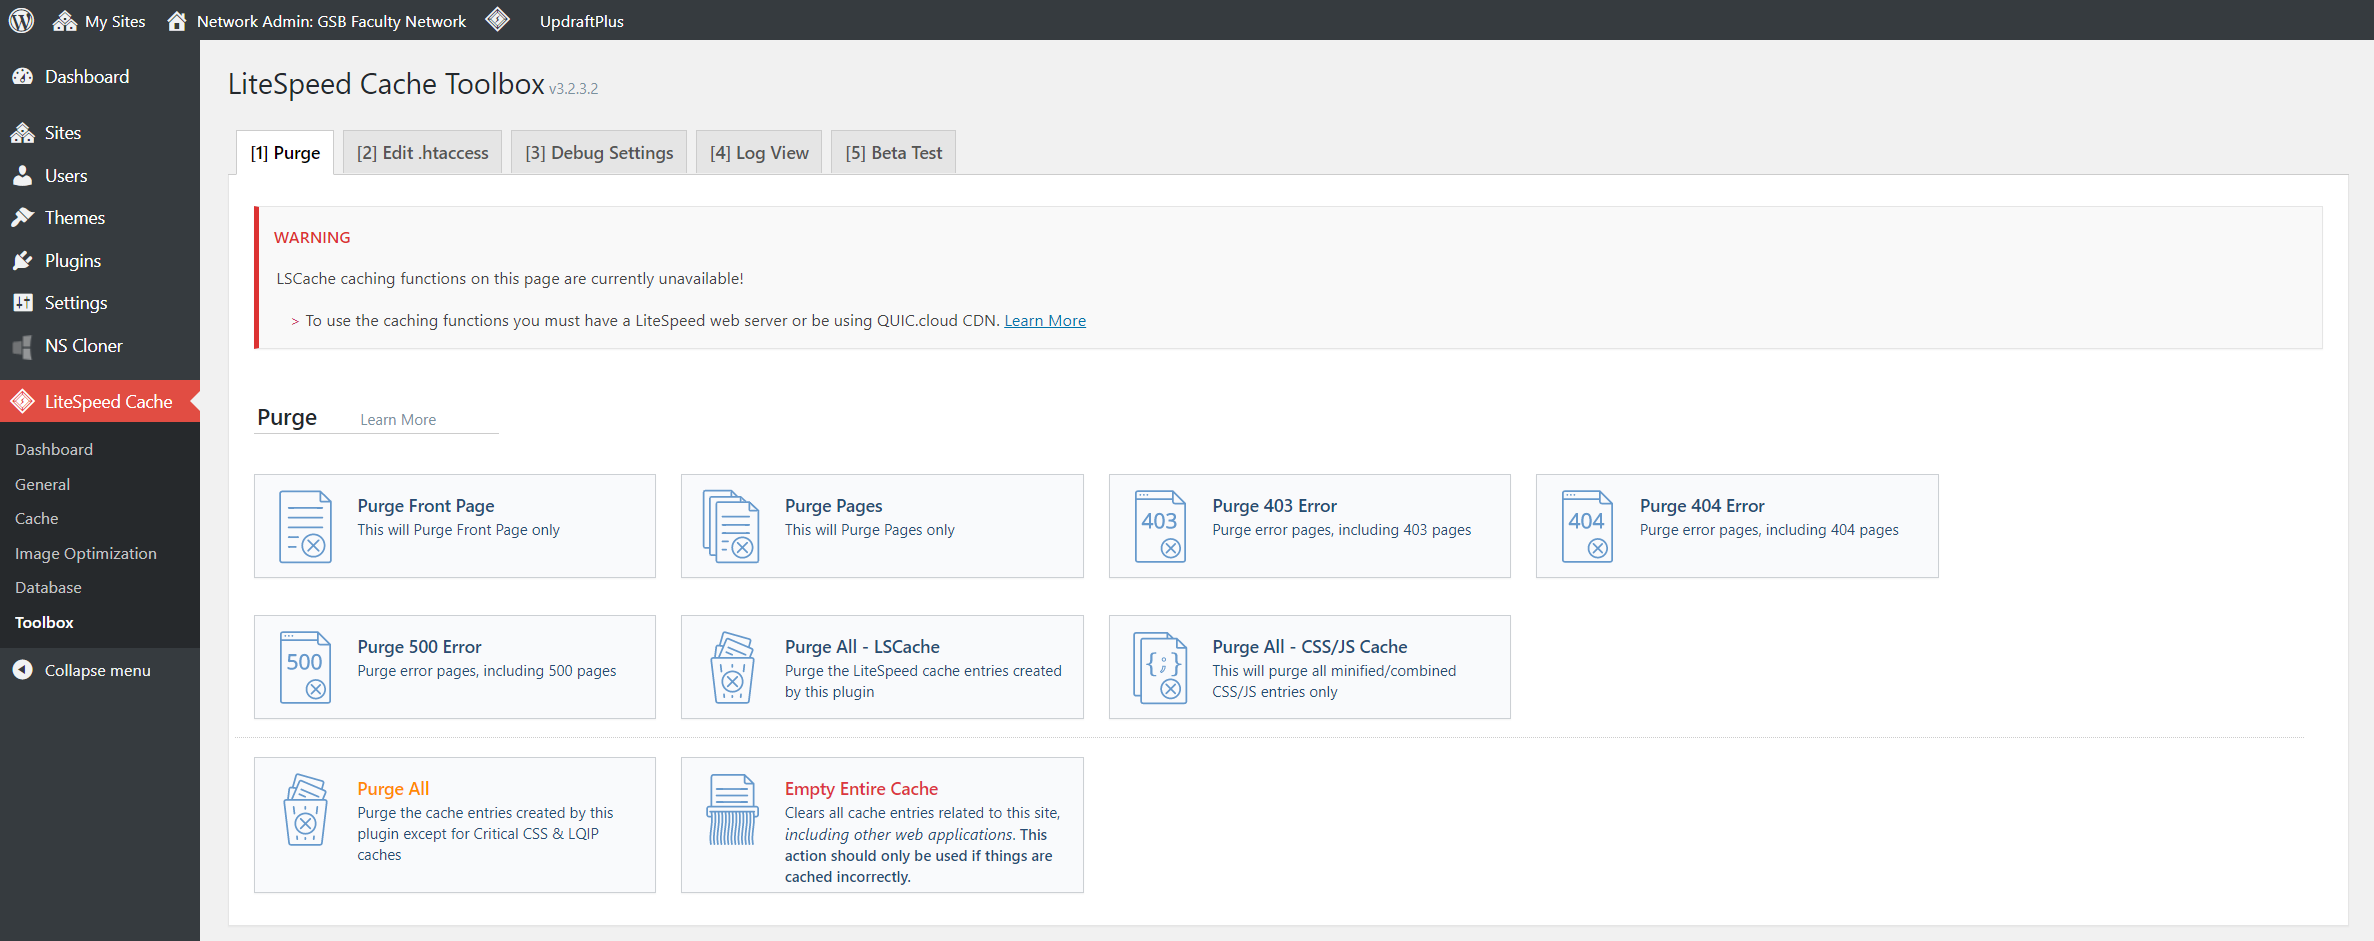 My Sites
Network Admin: GSB Faculty Network
UpdraftPlus
Dashboard
Sites
Users
Themes
Plugins
Settings
NS Cloner
LiteSpeed Cache
Dashboard
General
Cache
Image Optimization
Database
Toolbox
Collapse menu
LiteSpeed Cache Toolbox v3.2.3.2
[1] Purge
[2] Edit .htaccess
[3] Debug Settings
[4] Log View
[5] Beta Test
WARNING
LSCache caching functions on this page are currently unavailable!
> To use the caching functions you must have a LiteSpeed web server or be using QUIC.cloud CDN. Learn More
Purge
Learn More
Purge Front Page
This will Purge Front Page only
Purge Pages
This will Purge Pages only
403
Purge 403 Error
Purge error pages, including 403 pages
404
Purge 404 Error
Purge error pages, including 404 pages
500
Purge 500 Error
Purge error pages, including 500 pages
Purge All - LSCache
Purge the LiteSpeed cache entries created
by this plugin
{;}
Purge All - CSS/JS Cache
This will purge all minified/combined
CSS/JS entries only
Purge All
Purge the cache entries created by this
plugin except for Critical CSS & LQIP
caches
Empty Entire Cache
Clears all cache entries related to this site,
including other web applications. This
action should only be used if things are
cached incorrectly.